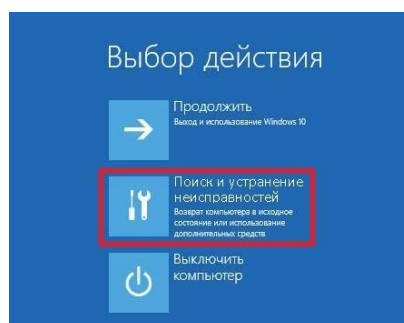 Выбор действия
Продолжить
Выход и использование Windows 10
Поиск и устранение
неисправностей
Возврат компьютера в исходное
состояние или использование
дополнительных средств
Выключить
компьютер